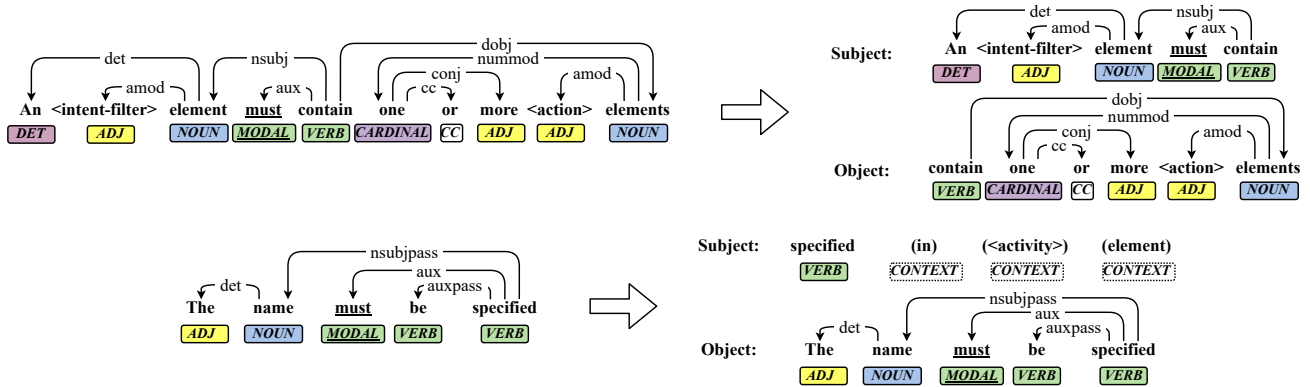 dobj
nummod
det
nsubj
conj
amod
amod
aux
cc
An <intent-filter> element must contain one or more <action> elements
DET ADJ NOUN MODAL VERB CARDINAL CC ADJ ADJ NOUN
det
nsubj
amod
aux
Subject: An <intent-filter> element must contain
DET ADJ NOUN MODAL VERB
dobj
nummod
conj
amod
cc
Object: contain one or more <action> elements
VERB CARDINAL CC ADJ ADJ NOUN
nsubjpass
aux
det
auxpass
The name must be specified
ADJ NOUN MODAL VERB VERB
Subject: specified (in) (<activity>) (element)
VERB CONTEXT CONTEXT CONTEXT
nsubjpass
aux
det
auxpass
Object: The name must be specified
ADJ NOUN MODAL VERB VERB